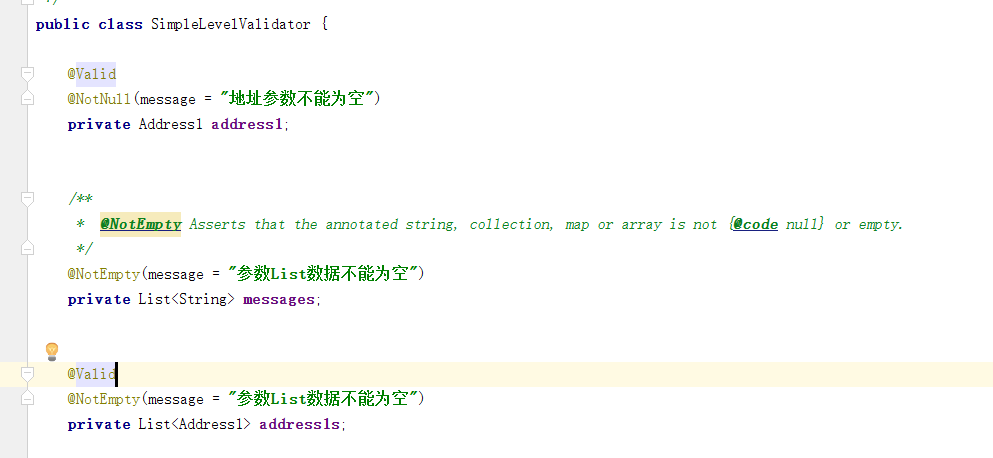 */
public class SimpleLevelValidator {
@Valid
@NotNull(message = "地址参数不能为空")
private Address1 address1;
/**
* @NotEmpty Asserts that the annotated string, collection, map or array is not {@code null} or empty.
*/
@NotEmpty(message = "参数List数据不能为空")
private List<String> messages;
@Valid
@NotEmpty(message = "参数List数据不能为空")
private List<Address1> address1s;